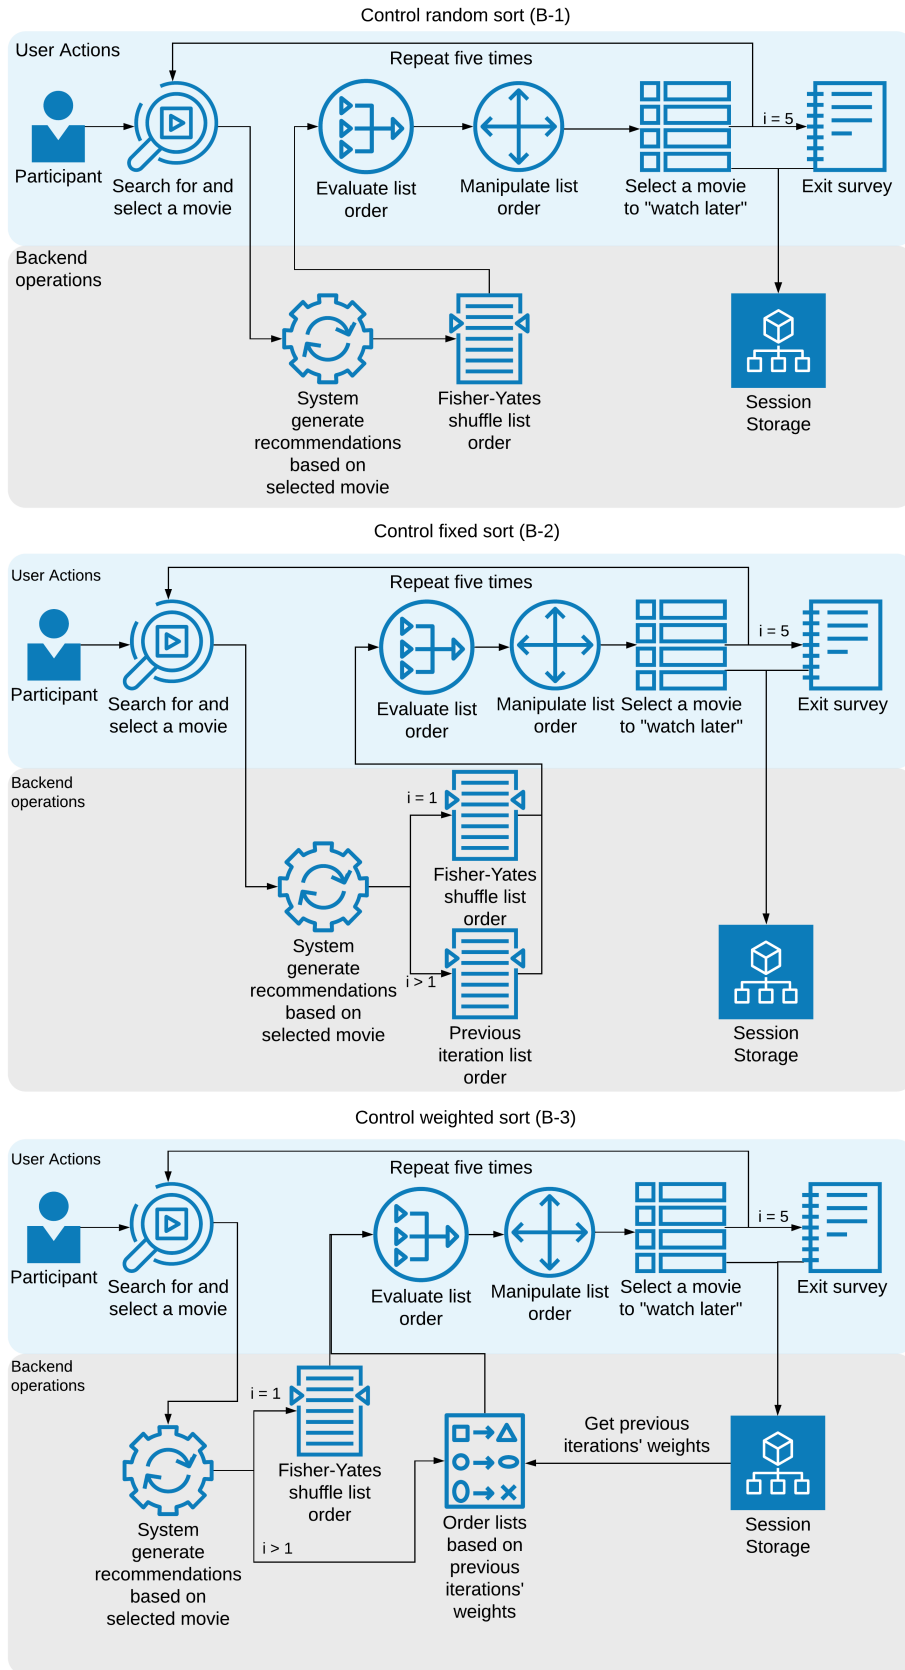 Control random sort (B-1)
User Actions
Repeat five times
i = 5
Participant
Search for and
select a movie
Evaluate list
order
Manipulate list
order
Select a movie
to "watch later"
Exit survey
Backend
operations
System
generate
recommendations
based on
selected movie
Fisher-Yates
shuffle list
order
Session
Storage
Control fixed sort (B-2)
User Actions
Repeat five times
i = 5
Participant
Search for and
select a movie
Evaluate list
order
Manipulate list
order
Select a movie
to "watch later"
Exit survey
Backend
operations
i = 1
Fisher-Yates
shuffle list
order
System
generate
recommendations
based on
selected movie
i > 1
Previous
iteration list
order
Session
Storage
Control weighted sort (B-3)
User Actions
Repeat five times
i = 5
Participant
Search for and
select a movie
Evaluate list
order
Manipulate list
order
Select a movie
to "watch later"
Exit survey
Backend
operations
i = 1
Fisher-Yates
shuffle list
order
Get previous
iterations' weights
System
generate
recommendations
based on
selected movie
i > 1
Order lists
based on
previous
iterations'
weights
Session
Storage